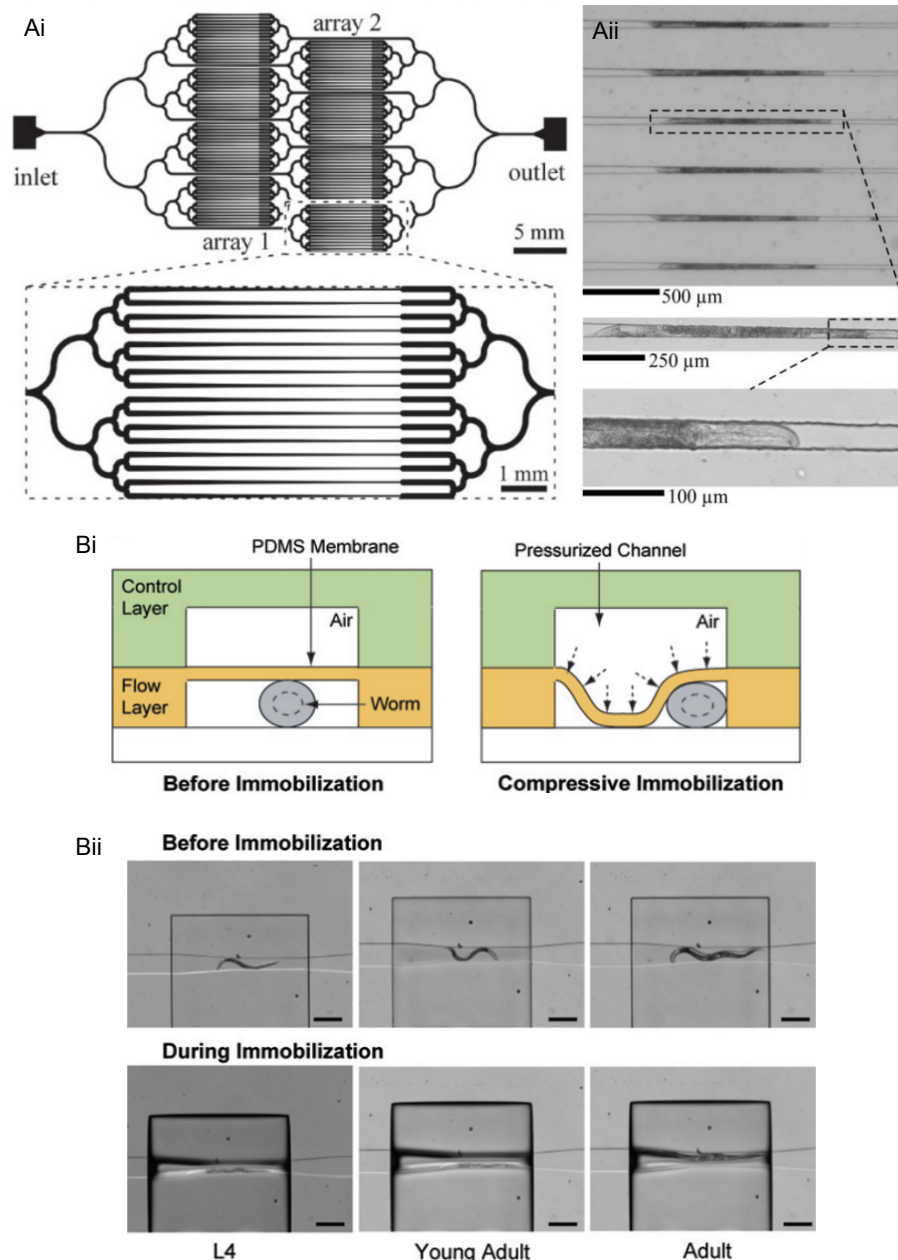 Ai
array 2
inlet
outlet
array 1
5 mm
1 mm
Aii
500 µm
250 µm
100 µm
Bi
PDMS Membrane
Control
Layer
Air
Flow
Layer
Worm
Before Immobilization
Pressurized Channel
Air
Compressive Immobilization
Bii
Before Immobilization
During Immobilization
L4
Young Adult
Adult